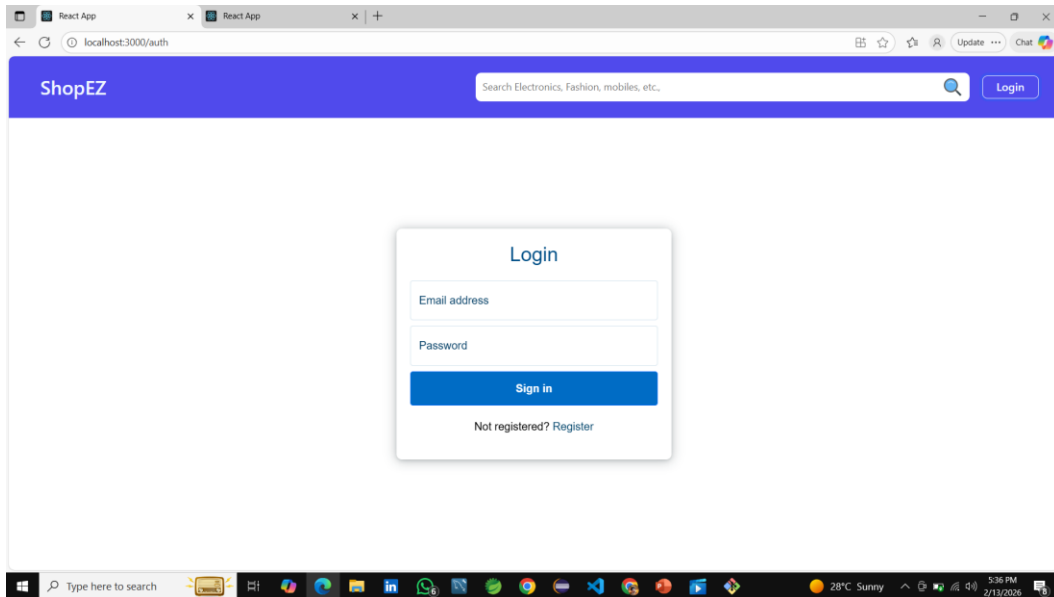 React App
React App
localhost:3000/auth
Update
Chat
ShopEZ
Search Electronics, Fashion, mobiles, etc.,
Login
Login
Email address
Password
Sign in
Not registered? Register
Type here to search
28°C Sunny
5:36 PM
2/13/2026